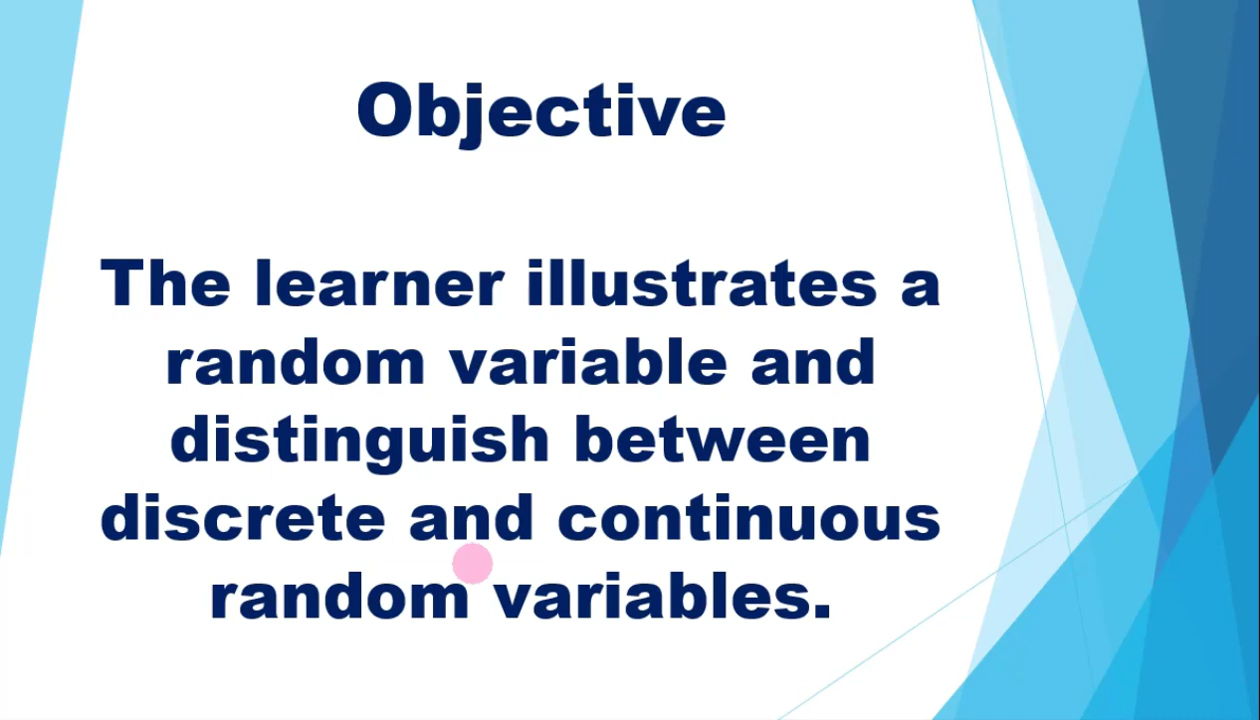 Objective
The learner illustrates a
random variable and
distinguish between
discrete and continuous
random variables.